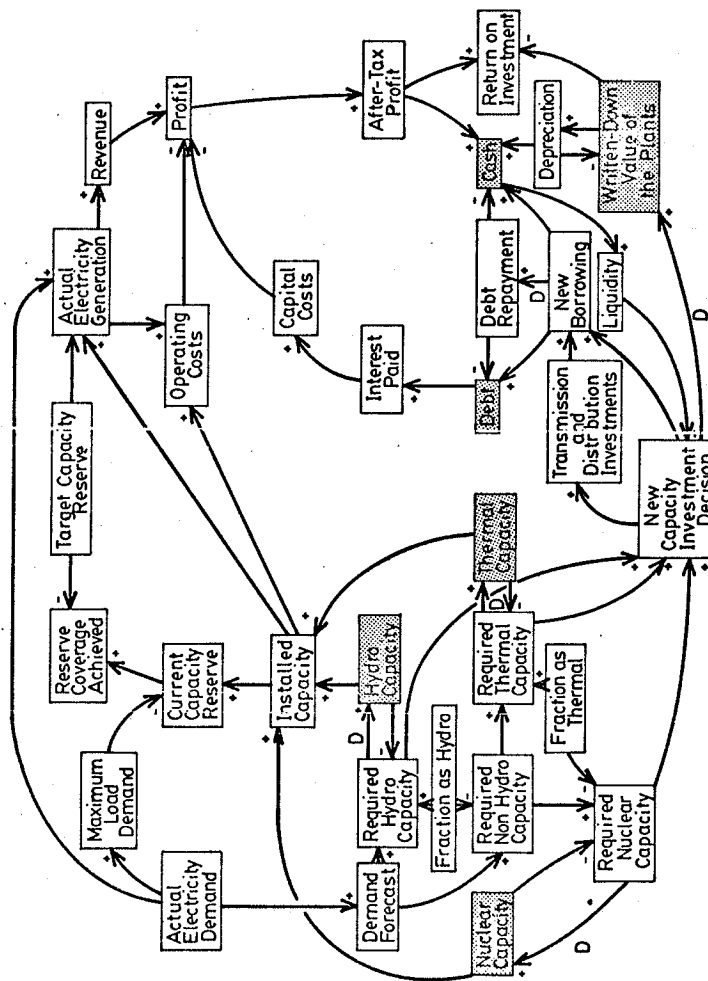 Actual
Electricity
Demand
Maximum
Load
Demand
Reserve
Coverage
Achieved
Target Capacity
Reserve
Actual
Electricity
Generation
Revenue
Current
Capacity
Reserve
Operating
Costs
Profit
Demand
Forecast
Required
Hydro
Capacity
D
Hydro
Capacity
Installed
Capacity
Capital
Costs
Fraction as Hydro
Interest
Paid
After-Tax
Profit
Nuclear
Capacity
Required
Non Hydro
Capacity
Required
Thermal
Capacity
D
Thermal
Capacity
Debt
Debt
Repayment
D
Cash
Return on
Investment
Fraction as
Thermal
New
Borrowing
Depreciation
D
Required
Nuclear
Capacity
Transmission
and
Distribution
Investments
Liquidity
Written-Down
Value of
the Plants
New
Capacity
Investment
Decision
D